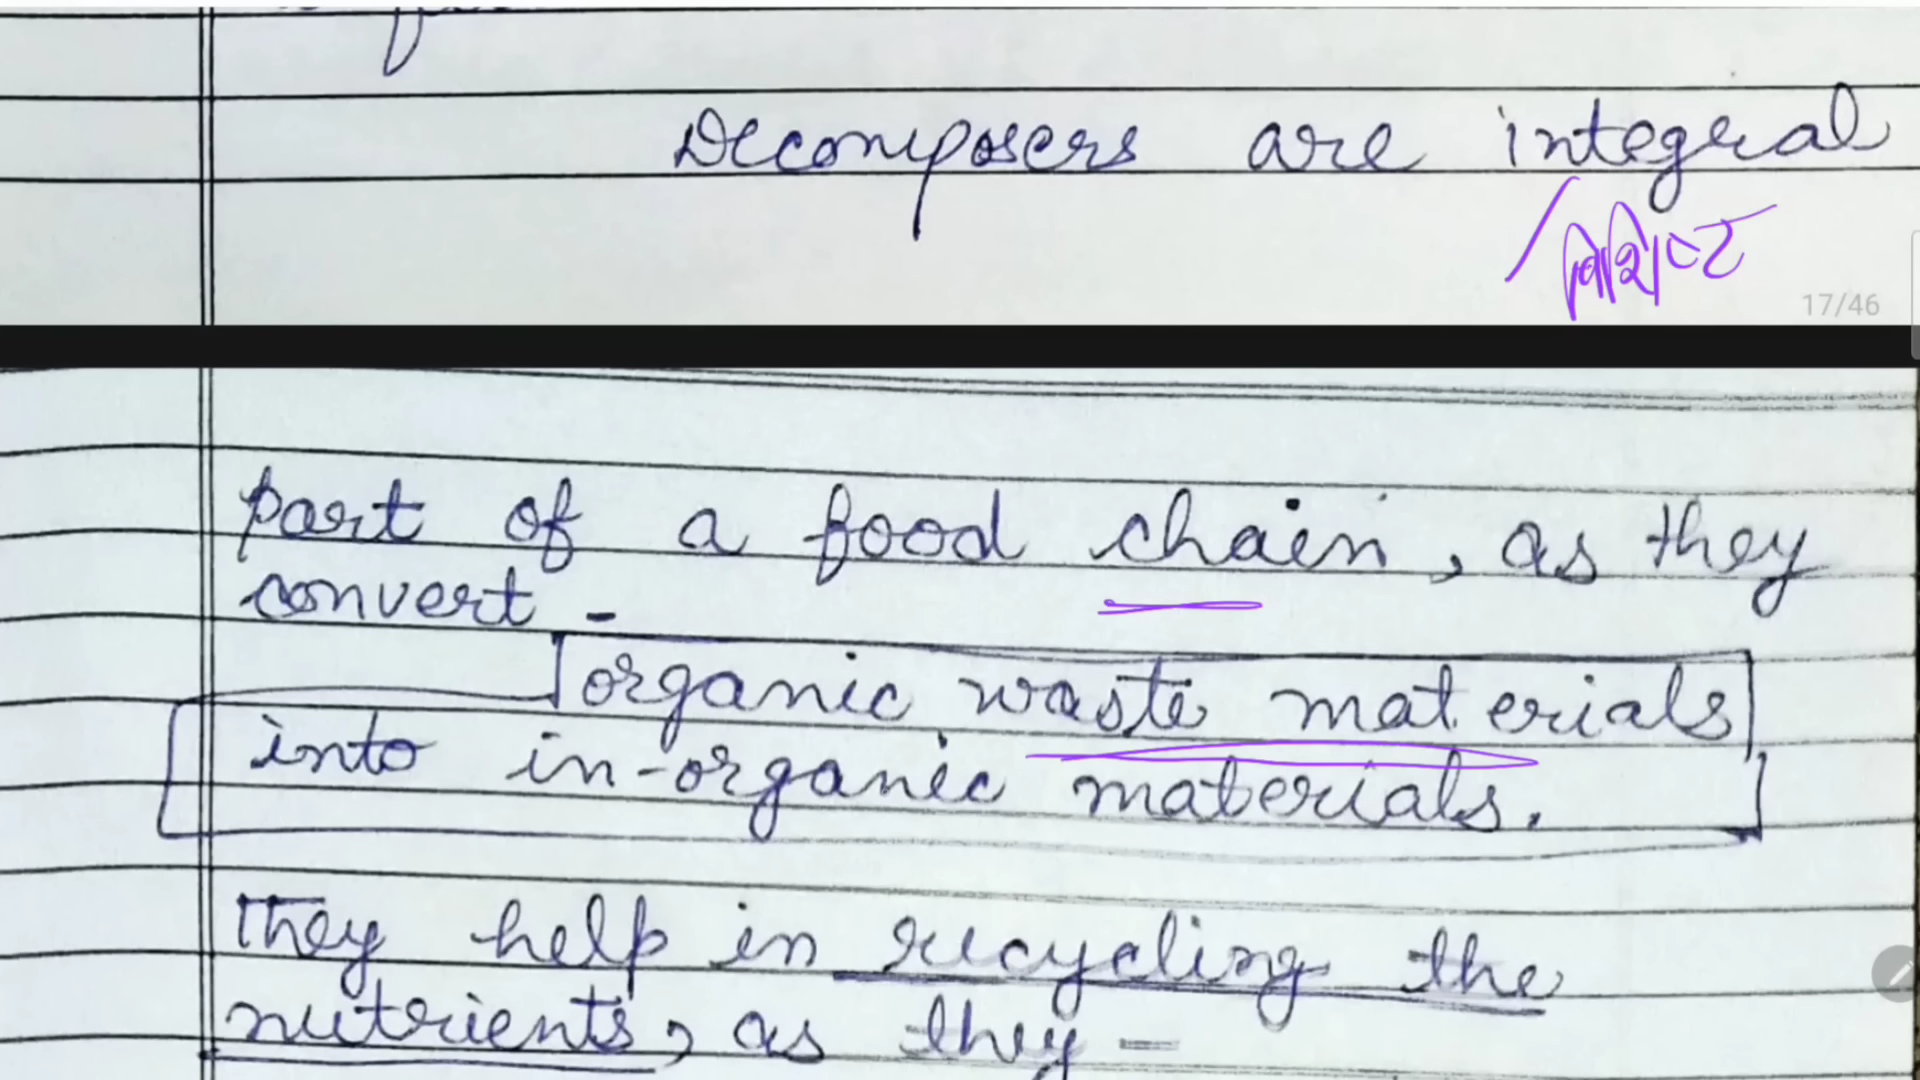 Decomposers are integral
17/46
part of a food chain, as they
convert -
organic waste materials
into in-organic materials.
They help in recycling the
nutrients, as they -